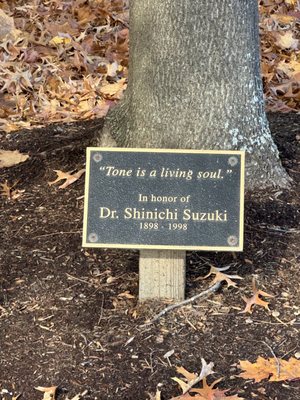 "Tone is a living soul."
In honor of
Dr. Shinichi Suzuki
1898 - 1998